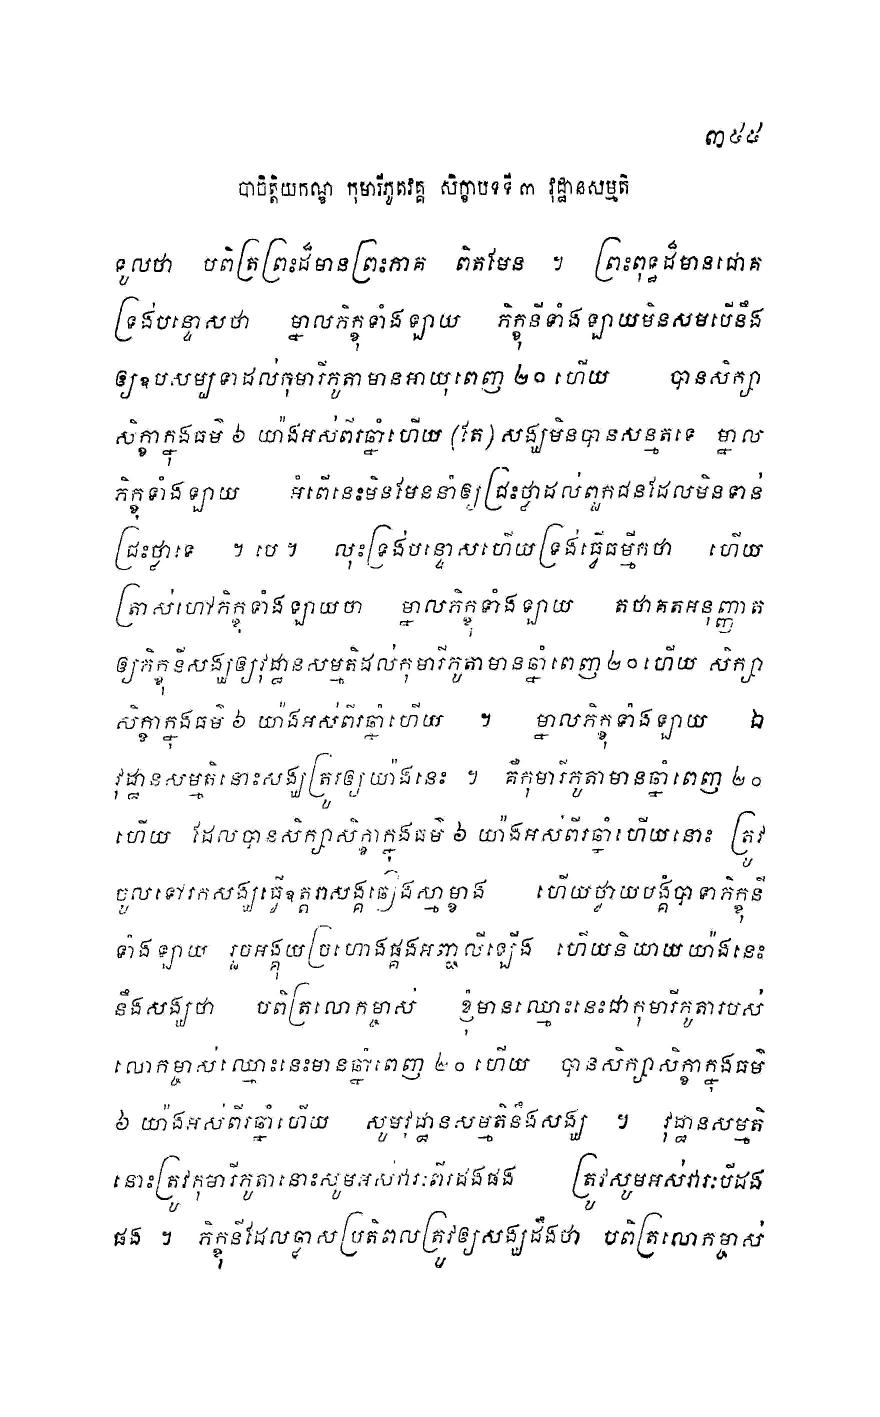 ៣៩៥
បាចិត្តិយកណ្ឌ កុមារីភូតវគ្គ សិក្ខាបទទី ៣ វុដ្ឋានសម្មតិ
ទូលថា បពិត្រព្រះដ៏មានព្រះភាគ ពិតមែន ។ ព្រះពុទ្ធដ៏មានជោគ
ទ្រង់បន្ទោសថា ម្នាលភិក្ខុទាំងឡាយ ភិក្ខុនីទាំងឡាយមិនសមបើនឹង
ឲ្យឧបសម្បទាដល់កុមារីភូតាមានអាយុពេញ ២០ ហើយ បានសិក្សា
សិក្ខាក្នុងធម៌ ៦ យ៉ាងអស់ពីរឆ្នាំហើយ (តែ) សង្ឃមិនបានសន្មតទេ ម្នាល
ភិក្ខុទាំងឡាយ អំពើនេះមិនមែននាំឲ្យជ្រះថ្លាដល់ពួកជនដែលមិនទាន់
ជ្រះថ្លាទេ ។ បេ ។ លុះទ្រង់បន្ទោសហើយទ្រង់ធ្វើធម្មីកថា ហើយ
ត្រាស់ហៅភិក្ខុទាំងឡាយថា ម្នាលភិក្ខុទាំងឡាយ តថាគតអនុញ្ញាត
ឲ្យភិក្ខុនីសង្ឃឲ្យវុដ្ឋានសម្មតិដល់កុមារីភូតាមានឆ្នាំពេញ ២០ ហើយ សិក្សា
សិក្ខាក្នុងធម៌ ៦ យ៉ាងអស់ពីរឆ្នាំហើយ ។ ម្នាលភិក្ខុទាំងឡាយ ឯ
វុដ្ឋានសម្មតិនោះសង្ឃត្រូវឲ្យយ៉ាងនេះ ។ គឺកុមារីភូតាមានឆ្នាំពេញ ២០
ហើយ ដែលបានសិក្សាសិក្ខាក្នុងធម៌ ៦ យ៉ាងអស់ពីរឆ្នាំហើយនោះ ត្រូវ
ចូលទៅរកសង្ឃធ្វើឧត្តរាសង្គឆ្វៀងស្មាម្ខាង ហើយថ្វាយបង្គំបាទាភិក្ខុនី
ទាំងឡាយ រួចអង្គុយច្រហោងផ្គងអញ្ជលីឡើង ហើយនិយាយយ៉ាងនេះ
នឹងសង្ឃថា បពិត្រលោកម្ចាស់ ខ្ញុំមានឈ្មោះនេះជាកុមារីភូតារបស់
លោកម្ចាស់ឈ្មោះនេះមានឆ្នាំពេញ ២០ ហើយ បានសិក្សាសិក្ខាក្នុងធម៌
៦ យ៉ាងអស់ពីរឆ្នាំហើយ សូមវុដ្ឋានសម្មតិនឹងសង្ឃ ។ វុដ្ឋានសម្មតិ
នោះត្រូវកុមារីភូតានោះសូមអស់វារៈពីរដងផង ត្រូវសូមអស់វារៈបីដង
ផង ។ ភិក្ខុនីដែលឆ្លាសប្រតិពលត្រូវឲ្យសង្ឃដឹងថា បពិត្រលោកម្ចាស់